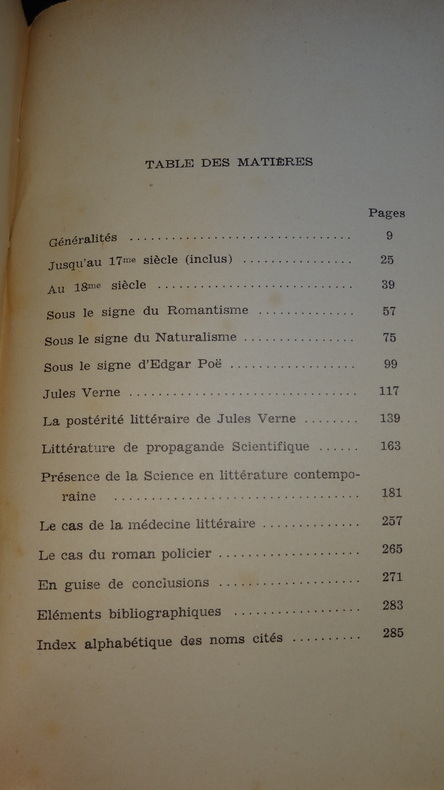 TABLE DES MATIÈRES
Pages
Généralités ................................ 9
Jusqu'au 17me siècle (inclus) ................ 25
Au 18me siècle ............................. 39
Sous le signe du Romantisme .............. 57
Sous le signe du Naturalisme ................ 75
Sous le signe d'Edgar Poë .................. 99
Jules Verne ................................. 117
La postérité littéraire de Jules Verne ........ 139
Littérature de propagande Scientifique ...... 163
Présence de la Science en littérature contempo-
raine ................................... 181
Le cas de la médecine littéraire .............. 257
Le cas du roman policier .................... 265
En guise de conclusions .................... 271
Eléments bibliographiques .................. 283
Index alphabétique des noms cités .......... 285